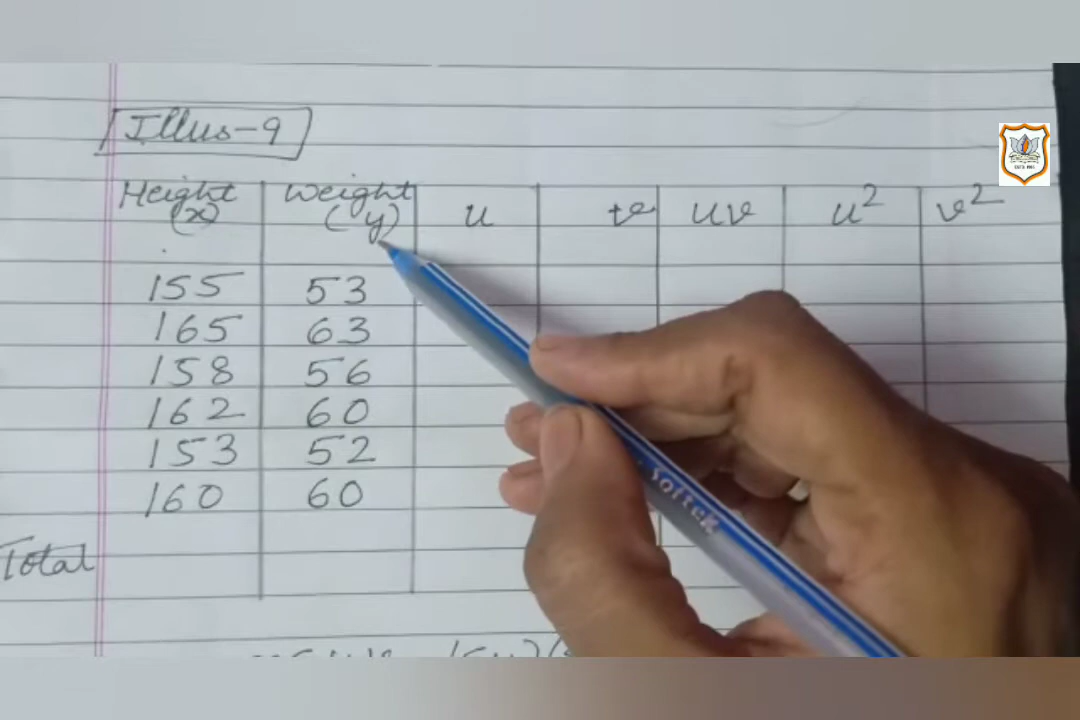 Illus-9
Height (x) Weight (y) u v uv u² v²
155 53
165 63
158 56
162 60
153 52
160 60
Total
Softek